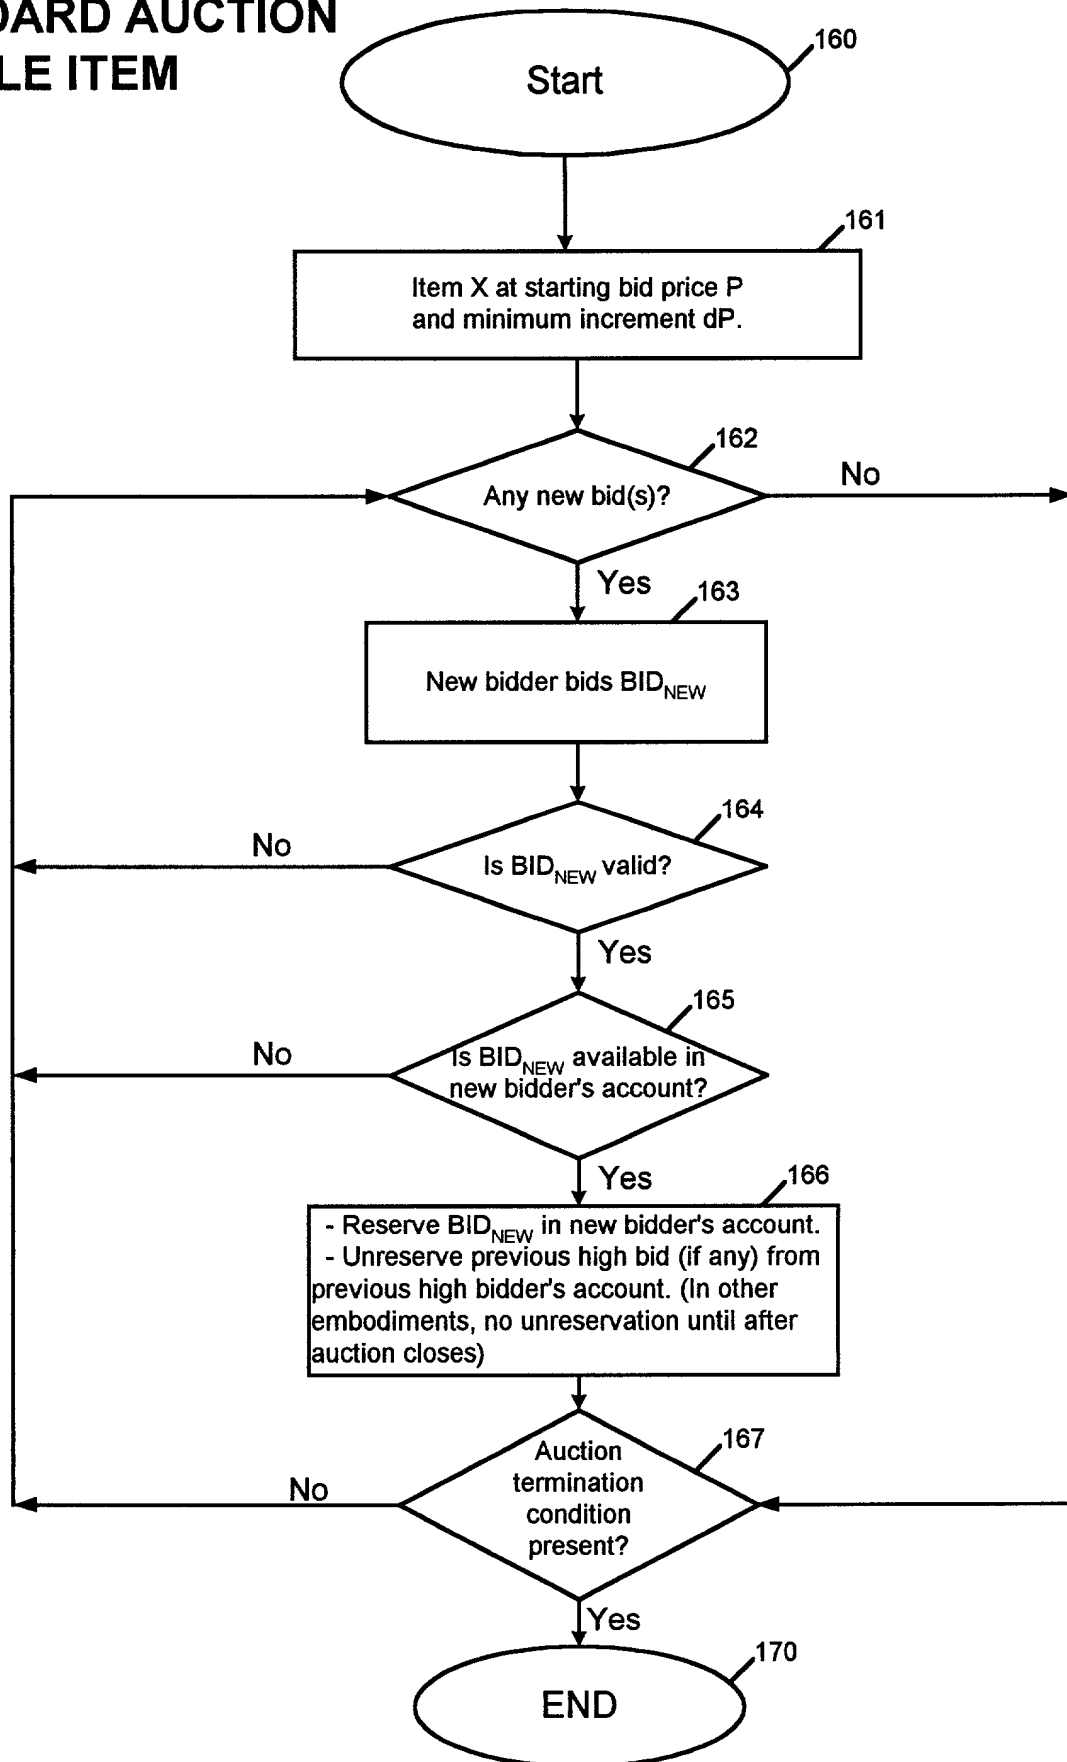 DARD AUCTION
LE ITEM
160
Start
161
Item X at starting bid price P
and minimum increment dP.
162
No
Any new bid(s)?
Yes
163
New bidder bids BIDNEW
164
No
Is BIDNEW valid?
Yes
165
No
Is BIDNEW available in
new bidder's account?
Yes
166
- Reserve BIDNEW in new bidder's account.
- Unreserve previous high bid (if any) from
previous high bidder's account. (In other
embodiments, no unreservation until after
auction closes)
167
Auction
termination
condition
present?
No
Yes
170
END